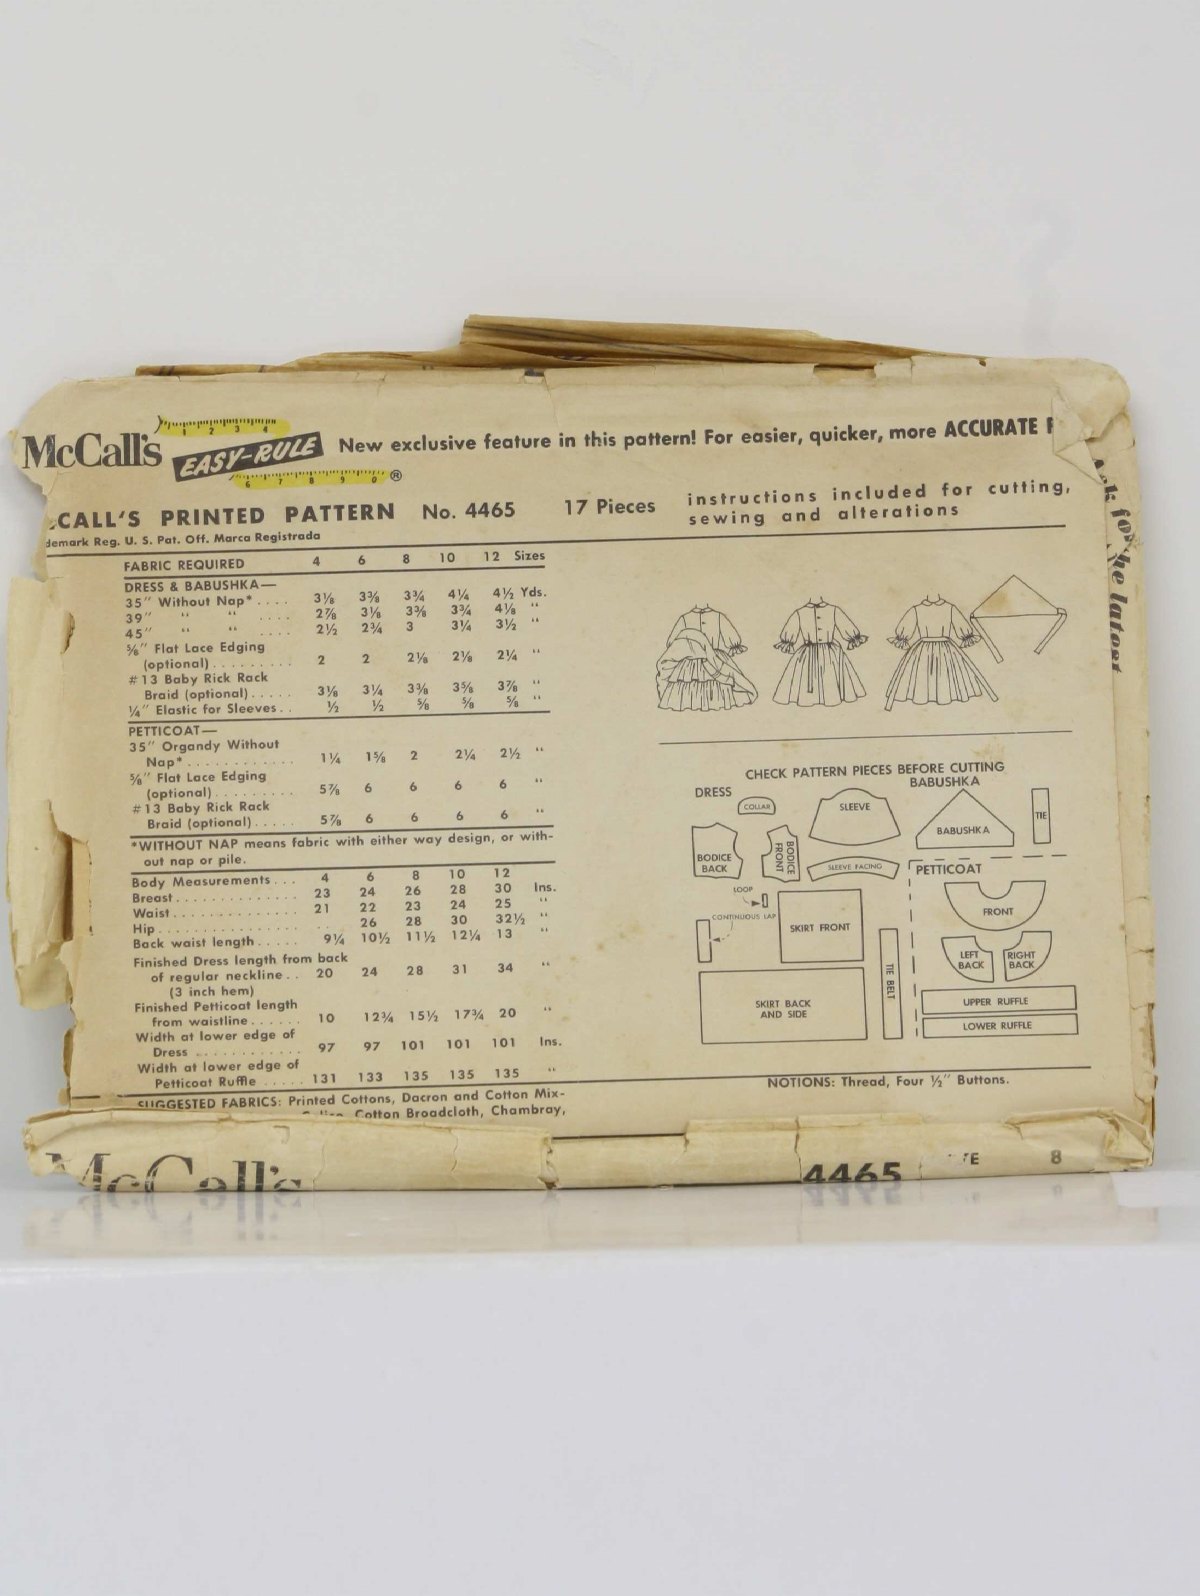 McCall's
1 2 3 4
EASY-RULE
6 7 8 9 0 ®
New exclusive feature in this pattern! For easier, quicker, more ACCURATE
CALL'S PRINTED PATTERN No. 4465 17 Pieces
instructions included for cutting,
sewing and alterations
demark Reg. U. S. Pat. Off. Marca Registrada
FABRIC REQUIRED 4 6 8 10 12 Sizes
DRESS & BABUSHKA—
35" Without Nap* .... 3⅛ 3⅜ 3¾ 4¼ 4½ Yds.
39" " " .... 2⅞ 3⅛ 3⅜ 3¾ 4⅛ "
45" " " .... 2½ 2¾ 3 3¼ 3½ "
⅝" Flat Lace Edging
(optional) ......... 2 2 2⅛ 2⅛ 2¼ "
#13 Baby Rick Rack
Braid (optional) ..... 3⅛ 3¼ 3⅜ 3⅝ 3⅞ "
¼" Elastic for Sleeves .. ½ ½ ⅝ ⅝ ⅝ "
PETTICOAT—
35" Organdy Without
Nap* ............ 1¼ 1⅝ 2 2¼ 2½ "
⅝" Flat Lace Edging
(optional) ......... 5⅞ 6 6 6 6 "
#13 Baby Rick Rack
Braid (optional) ..... 5⅞ 6 6 6 6 "
*WITHOUT NAP means fabric with either way design, or with-
out nap or pile.
Body Measurements ... 4 6 8 10 12
Breast .............. 23 24 26 28 30 Ins.
Waist .............. 21 22 23 24 25 "
Hip ................ 26 28 30 32½ "
Back waist length ..... 9¼ 10½ 11½ 12¼ 13 "
Finished Dress length from back
of regular neckline .. 20 24 28 31 34 "
(3 inch hem)
Finished Petticoat length
from waistline ...... 10 12¾ 15½ 17¾ 20 "
Width at lower edge of
Dress ............ 97 97 101 101 101 Ins.
Width at lower edge of
Petticoat Ruffle ..... 131 133 135 135 135 "
SUGGESTED FABRICS: Printed Cottons, Dacron and Cotton Mix-
Cotton Broadcloth, Chambray,
CHECK PATTERN PIECES BEFORE CUTTING
DRESS
BABUSHKA
COLLAR
SLEEVE
BABUSHKA
TIE
BODICE
BACK
BODICE
FRONT
SLEEVE FACING
PETTICOAT
LOOP
CONTINUOUS LAP
SKIRT FRONT
FRONT
TIE BELT
LEFT
BACK
RIGHT
BACK
SKIRT BACK
AND SIDE
UPPER RUFFLE
LOWER RUFFLE
NOTIONS: Thread, Four ½" Buttons.
Ask for the latest
McCall's
4465
8